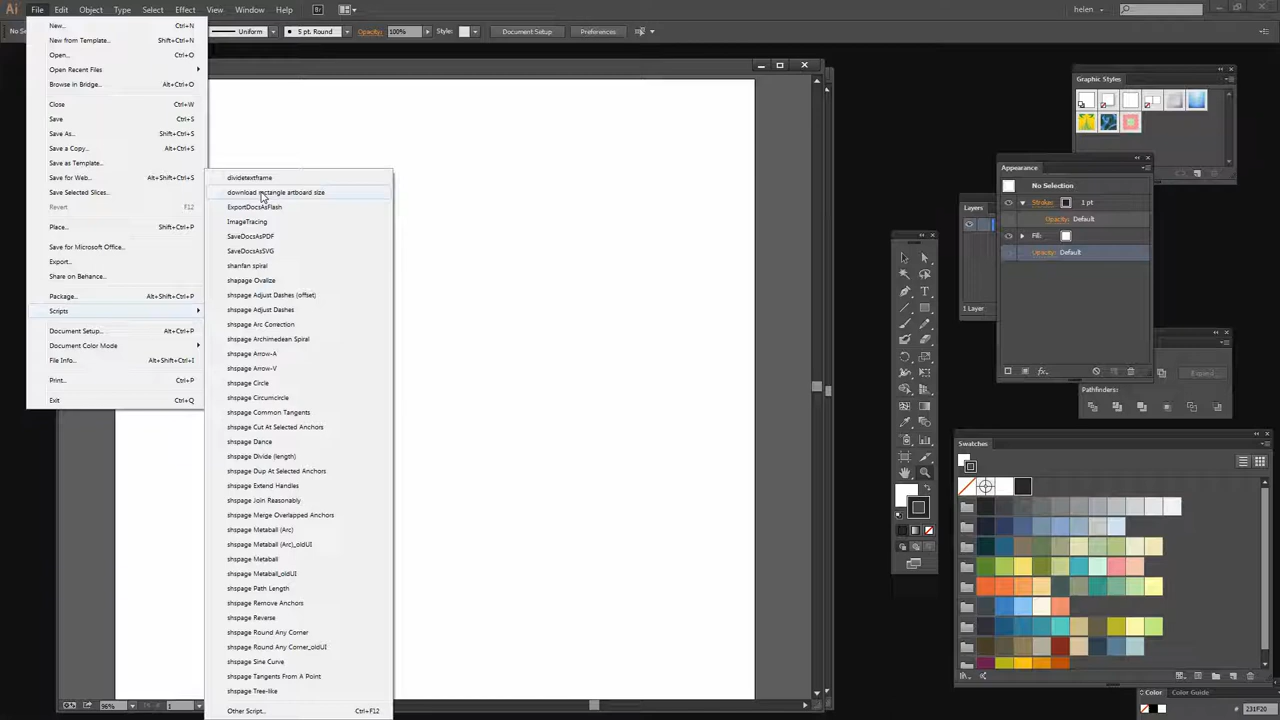 Ai File Edit Object Type Select Effect View Window Help Br helen
Uniform 5 pt. Round Opacity: 100% Style: Document Setup Preferences
New... Ctrl+N
New from Template... Shift+Ctrl+N
Open... Ctrl+O
Open Recent Files
Browse in Bridge... Alt+Ctrl+O
Close Ctrl+W
Save Ctrl+S
Save As... Shift+Ctrl+S
Save a Copy... Alt+Ctrl+S
Save as Template...
Save for Web... Alt+Shift+Ctrl+S
Save Selected Slices...
Revert F12
Place... Shift+Ctrl+P
Save for Microsoft Office...
Export...
Share on Behance...
Package... Alt+Shift+Ctrl+P
Scripts
Document Setup... Alt+Ctrl+P
Document Color Mode
File Info... Alt+Shift+Ctrl+I
Print... Ctrl+P
Exit Ctrl+Q
dividetextframe
download rectangle artboard size
ExportDocsAsFlash
ImageTracing
SaveDocsAsPDF
SaveDocsAsSVG
shanfan spiral
shapage Ovalize
shspage Adjust Dashes (offset)
shspage Adjust Dashes
shspage Arc Correction
shspage Archimedean Spiral
shspage Arrow-A
shspage Arrow-V
shspage Circle
shspage Circumcircle
shspage Common Tangents
shspage Cut At Selected Anchors
shspage Dance
shspage Divide (length)
shspage Dup At Selected Anchors
shspage Extend Handles
shspage Join Reasonably
shspage Merge Overlapped Anchors
shspage Metaball (Arc)
shspage Metaball (Arc)_oldUI
shspage Metaball
shspage Metaball_oldUI
shspage Path Length
shspage Remove Anchors
shspage Reverse
shspage Round Any Corner
shspage Round Any Corner_oldUI
shspage Sine Curve
shspage Tangents From A Point
shspage Tree-like
Other Script... Ctrl+F12
96% 1
Graphic Styles
Appearance
No Selection
Stroke: 1 pt
Opacity: Default
Fill:
Opacity: Default
fx.
Layers
1 Layer
Expand
Pathfinders:
Swatches
Color Color Guide
# 231F20